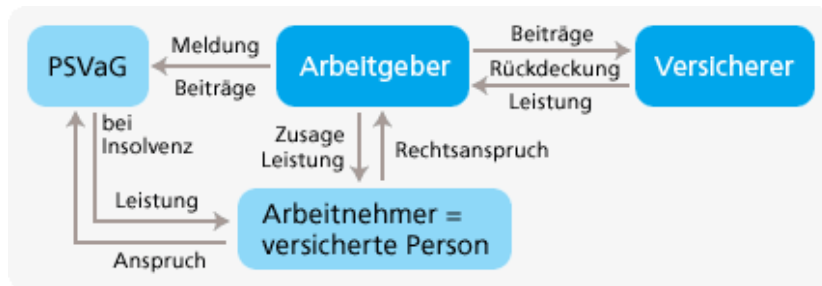 PSVaG
Meldung
Beiträge
Arbeitgeber
Beiträge
Rückdeckung
Leistung
Versicherer
bei
Insolvenz
Zusage
Leistung
Rechtsanspruch
Leistung
Anspruch
Arbeitnehmer =
versicherte Person